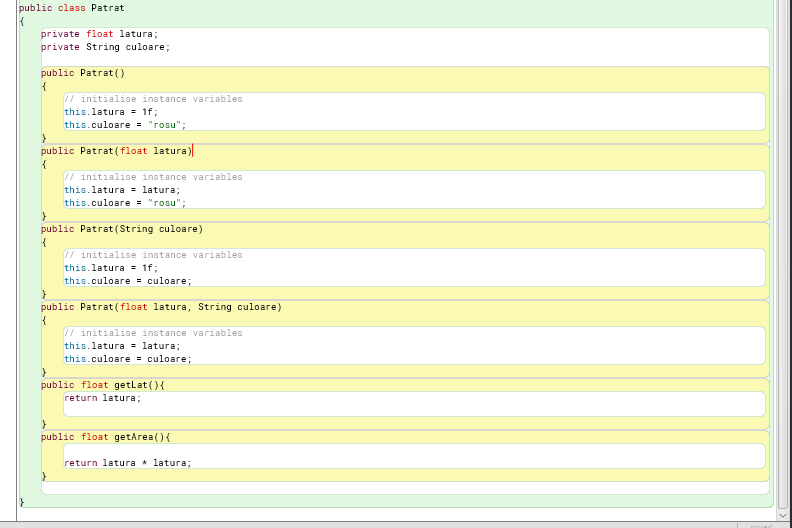 public class Patrat
{
    private float latura;
    private String culoare;

    public Patrat()
    {
        // initialise instance variables
        this.latura = 1f;
        this.culoare = "rosu";
    }
    public Patrat(float latura)
    {
        // initialise instance variables
        this.latura = latura;
        this.culoare = "rosu";
    }
    public Patrat(String culoare)
    {
        // initialise instance variables
        this.latura = 1f;
        this.culoare = culoare;
    }
    public Patrat(float latura, String culoare)
    {
        // initialise instance variables
        this.latura = latura;
        this.culoare = culoare;
    }
    public float getLat(){
        return latura;

    }
    public float getArea(){

        return latura * latura;
    }

}